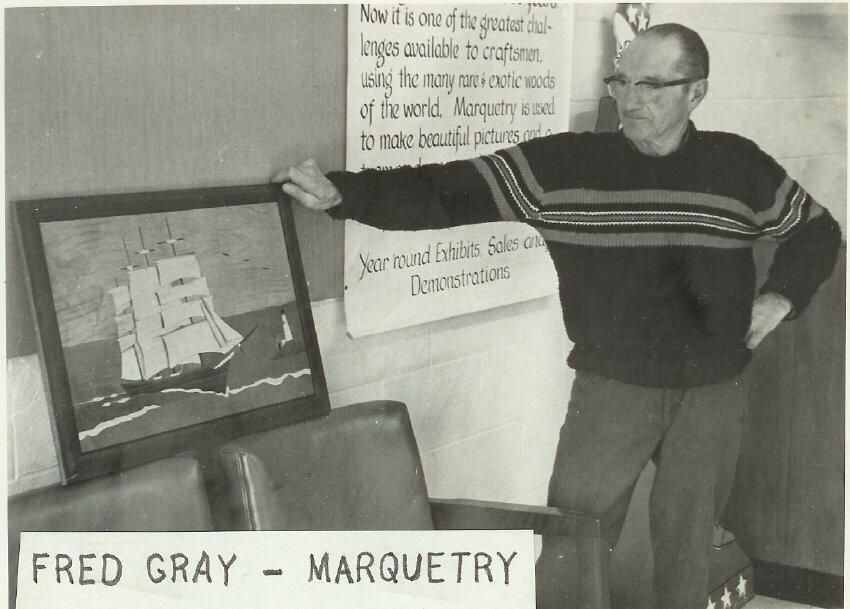 years.
Now it is one of the greatest chal-
lenges available to craftsmen,
using the many rare & exotic woods
of the world. Marquetry is used
to make beautiful pictures and
Year 'round Exhibits, Sales and
Demonstrations
FRED GRAY - MARQUETRY